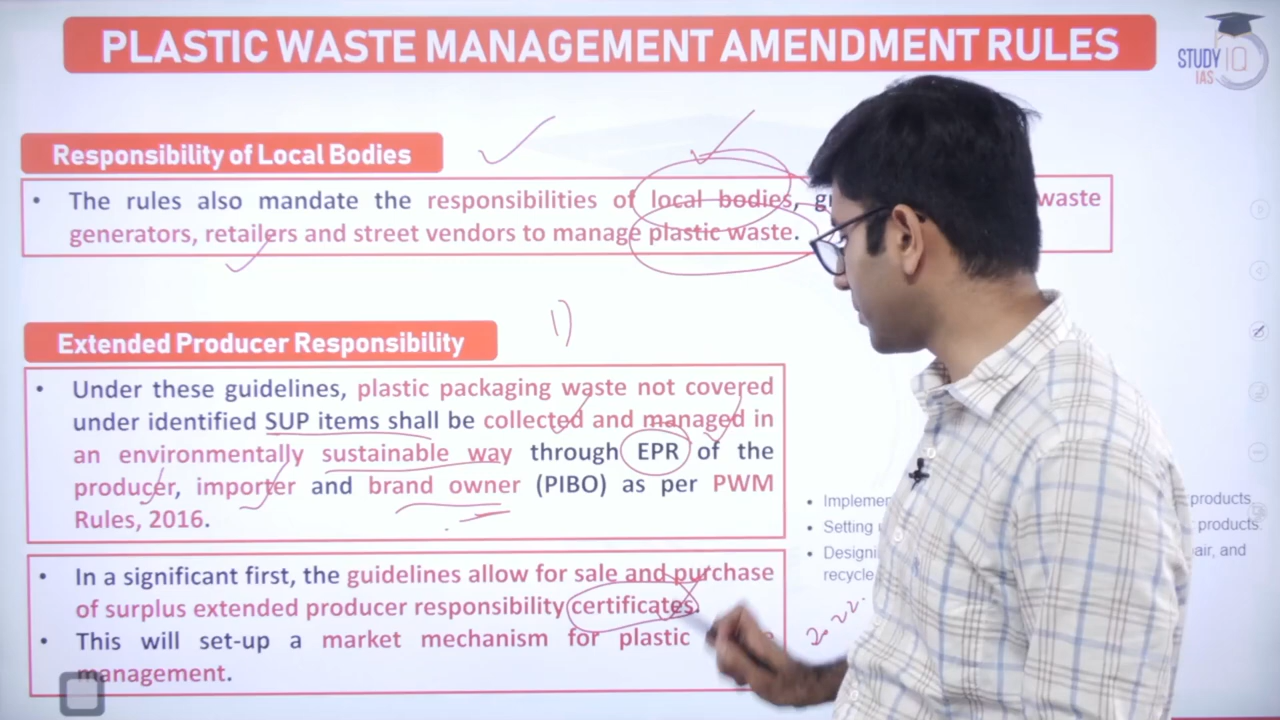 PLASTIC WASTE MANAGEMENT AMENDMENT RULES
STUDY IQ
IAS
Responsibility of Local Bodies
• The rules also mandate the responsibilities of local bodies, waste
generators, retailers and street vendors to manage plastic waste.
1)
Extended Producer Responsibility
• Under these guidelines, plastic packaging waste not covered
under identified SUP items shall be collected and managed in
an environmentally sustainable way through EPR of the
producer, importer and brand owner (PIBO) as per PWM
Rules, 2016.
• In a significant first, the guidelines allow for sale and purchase
of surplus extended producer responsibility certificates.
• This will set-up a market mechanism for plastic
management.
• products.
• Setting products.
• and
recycle